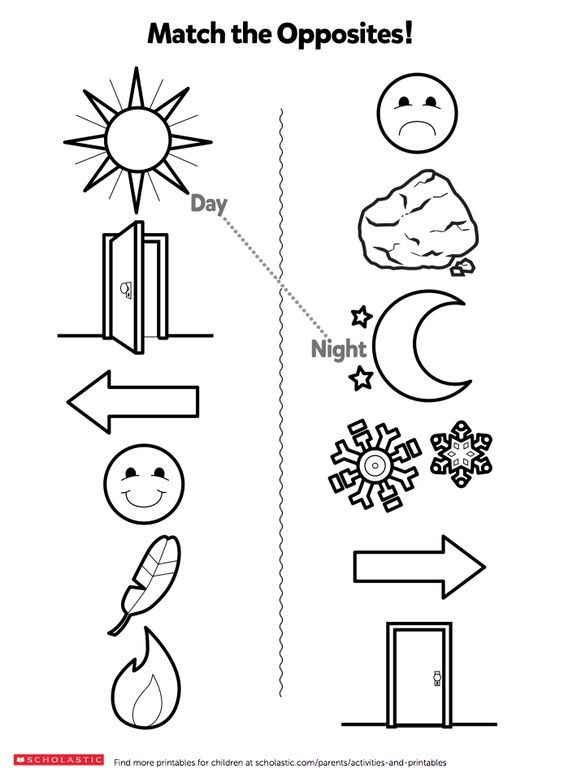 Match the Opposites!
Day
Night
SCHOLASTIC Find more printables for children at scholastic.com/parents/activities-and-printables